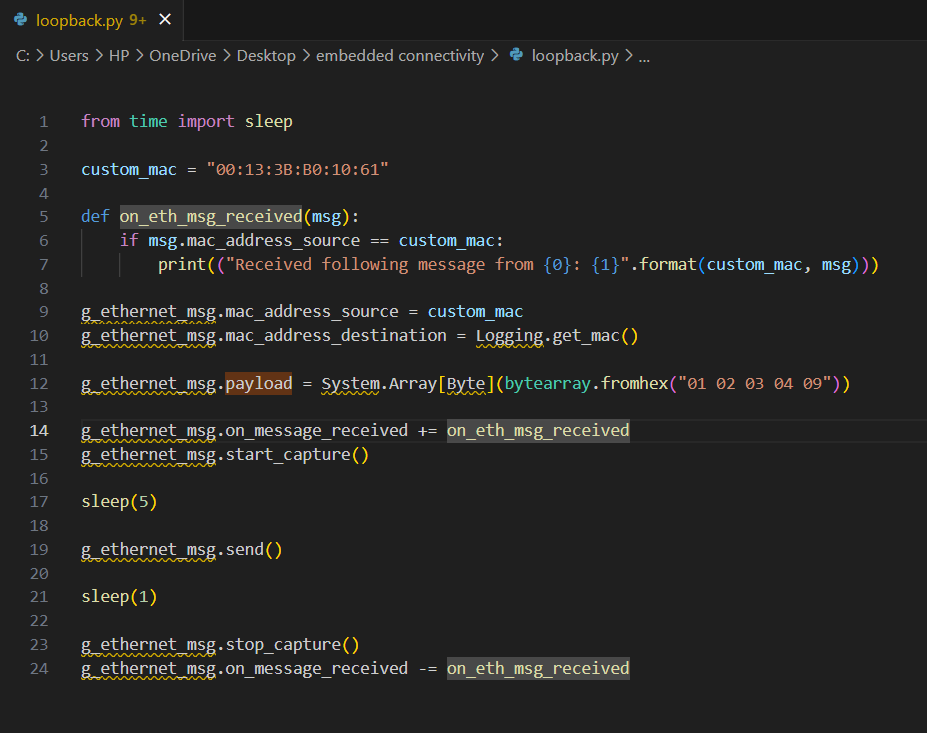 loopback.py 9+ ×
C: > Users > HP > OneDrive > Desktop > embedded connectivity > loopback.py > ...
1 from time import sleep
2
3 custom_mac = "00:13:3B:B0:10:61"
4
5 def on_eth_msg_received(msg):
6     if msg.mac_address_source == custom_mac:
7         print(("Received following message from {0}: {1}".format(custom_mac, msg)))
8
9 g_ethernet_msg.mac_address_source = custom_mac
10 g_ethernet_msg.mac_address_destination = Logging.get_mac()
11
12 g_ethernet_msg.payload = System.Array[Byte](bytearray.fromhex("01 02 03 04 09"))
13
14 g_ethernet_msg.on_message_received += on_eth_msg_received
15 g_ethernet_msg.start_capture()
16
17 sleep(5)
18
19 g_ethernet_msg.send()
20
21 sleep(1)
22
23 g_ethernet_msg.stop_capture()
24 g_ethernet_msg.on_message_received -= on_eth_msg_received